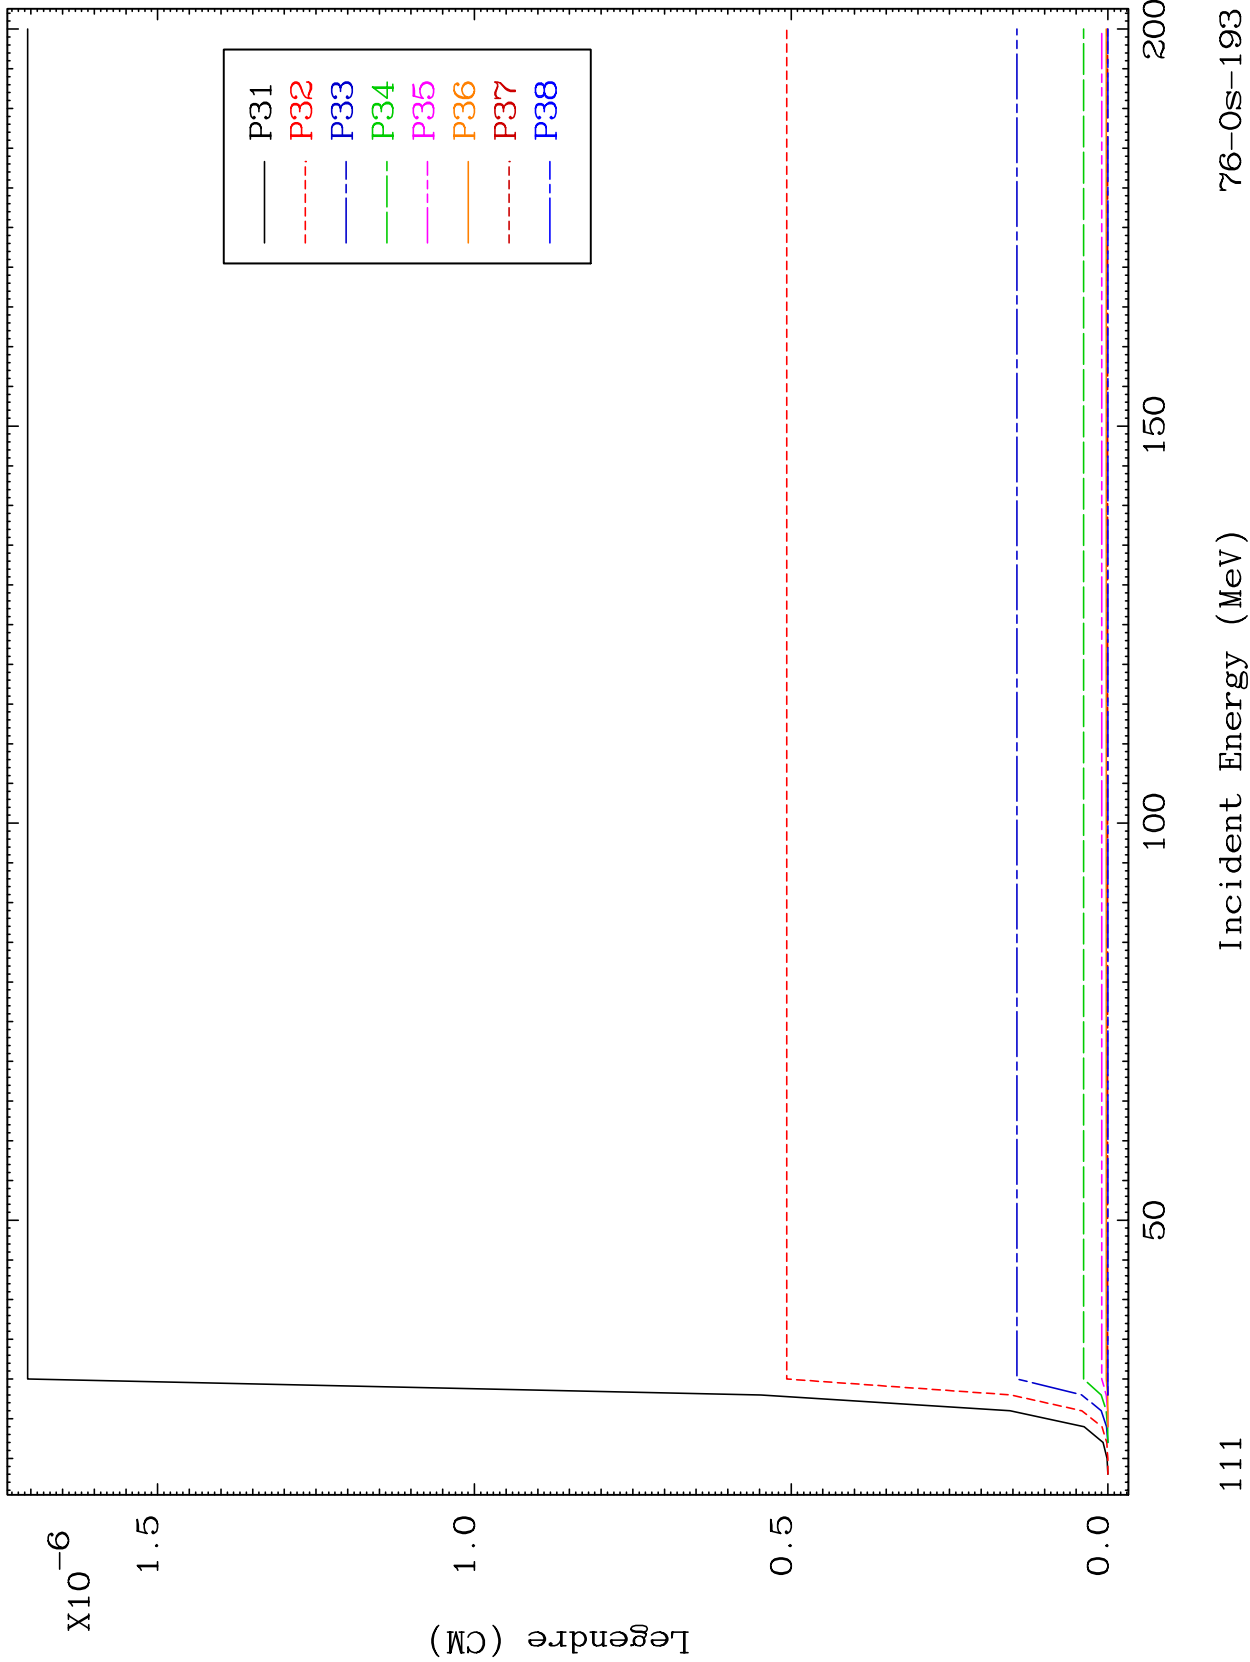 X10-6
1.5
1.0
0.5
0.0
Legendre (CM)
P31
P32
P33
P34
P35
P36
P37
P38
50
100
150
200
Incident Energy (MeV)
111
76-Os-193